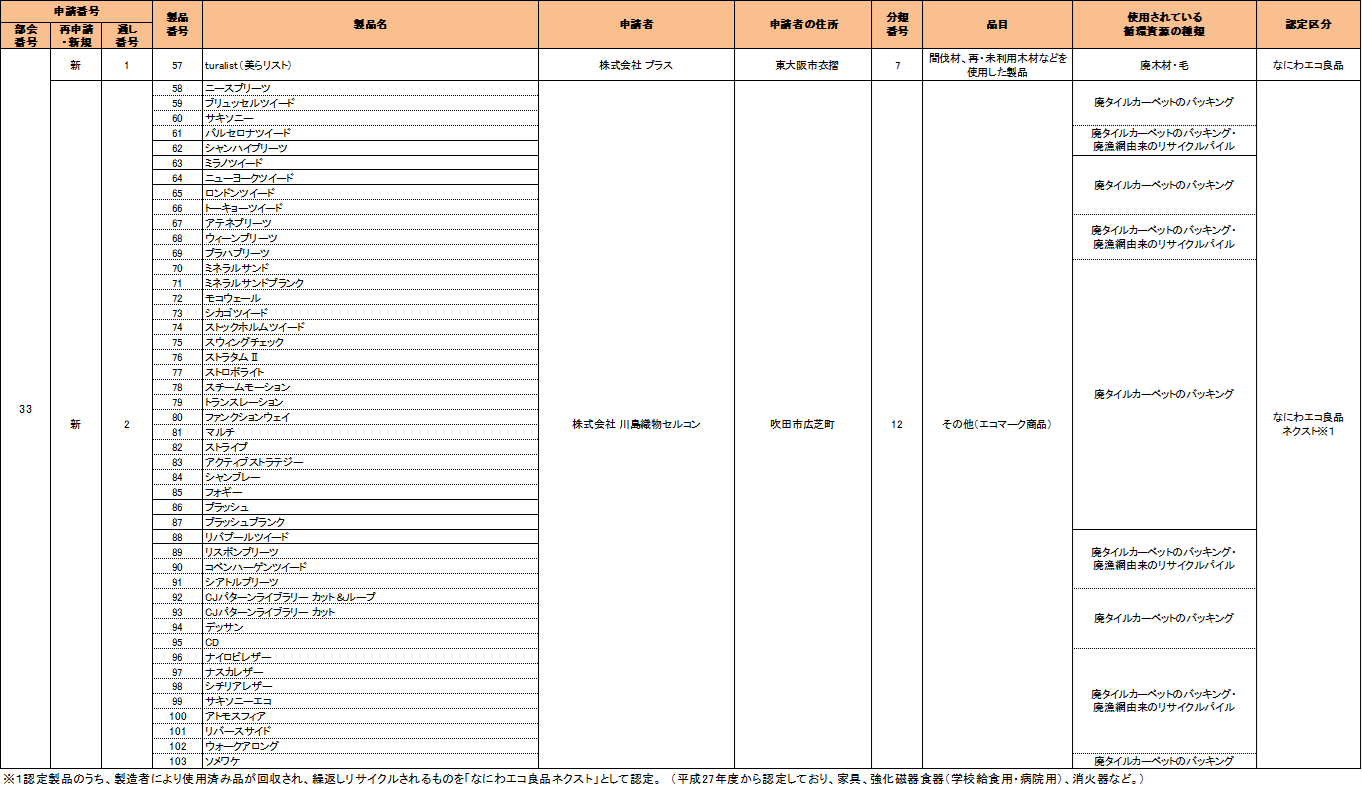 申請番号
部会番号
再申請・新規
通し番号
製品番号
製品名
申請者
申請者の住所
分類番号
品目
使用されている
循環資源の種類
認定区分
33
新 1 57 turalist(美らリスト) 株式会社 プラス 東大阪市衣摺 7 間伐材、再・未利用木材などを
使用した製品
廃木材・毛 なにわエコ良品
新 2
58 ニースプリーツ
59 ブリュッセルツイード
60 サキソニー
廃タイルカーペットのバッキング
61 バルセロナツイード
62 シャンハイプリーツ
廃タイルカーペットのバッキング・
廃漁網由来のリサイクルパイル
63 ミラノツイード
64 ニューヨークツイード
65 ロンドンツイード
66 トーキョーツイード
廃タイルカーペットのバッキング
67 アテネプリーツ
68 ウィーンプリーツ
69 プラハプリーツ
廃タイルカーペットのバッキング・
廃漁網由来のリサイクルパイル
70 ミネラルサンド
71 ミネラルサンドプランク
72 モコウェール
73 シカゴツイード
74 ストックホルムツイード
75 スウィングチェック
76 ストラタムⅡ
77 ストロボライト
78 スチームモーション
79 トランスレーション
80 ファンクションウェイ
81 マルチ
82 ストライプ
83 アクティブストラテジー
84 シャンブレー
85 フォギー
86 プラッシュ
87 プラッシュプランク
廃タイルカーペットのバッキング
88 リバプールツイード
89 リスボンプリーツ
90 コペンハーゲンツイード
91 シアトルプリーツ
廃タイルカーペットのバッキング・
廃漁網由来のリサイクルパイル
92 CJパターンライブラリー カット&ループ
93 CJパターンライブラリー カット
94 デッサン
95 CD
廃タイルカーペットのバッキング
96 ナイロビレザー
97 ナスカレザー
98 シチリアレザー
99 サキソニーエコ
100 アトモスフィア
101 リバースサイド
102 ウォークアロング
廃タイルカーペットのバッキング・
廃漁網由来のリサイクルパイル
103 ソメワケ
廃タイルカーペットのバッキング
株式会社 川島織物セルコン 吹田市広芝町 12 その他(エコマーク商品)
なにわエコ良品
ネクスト※1
※1認定製品のうち、製造者により使用済み品が回収され、繰返しリサイクルされるものを「なにわエコ良品ネクスト」として認定。 (平成27年度から認定しており、家具、強化磁器食器(学校給食用・病院用)、消火器など。)